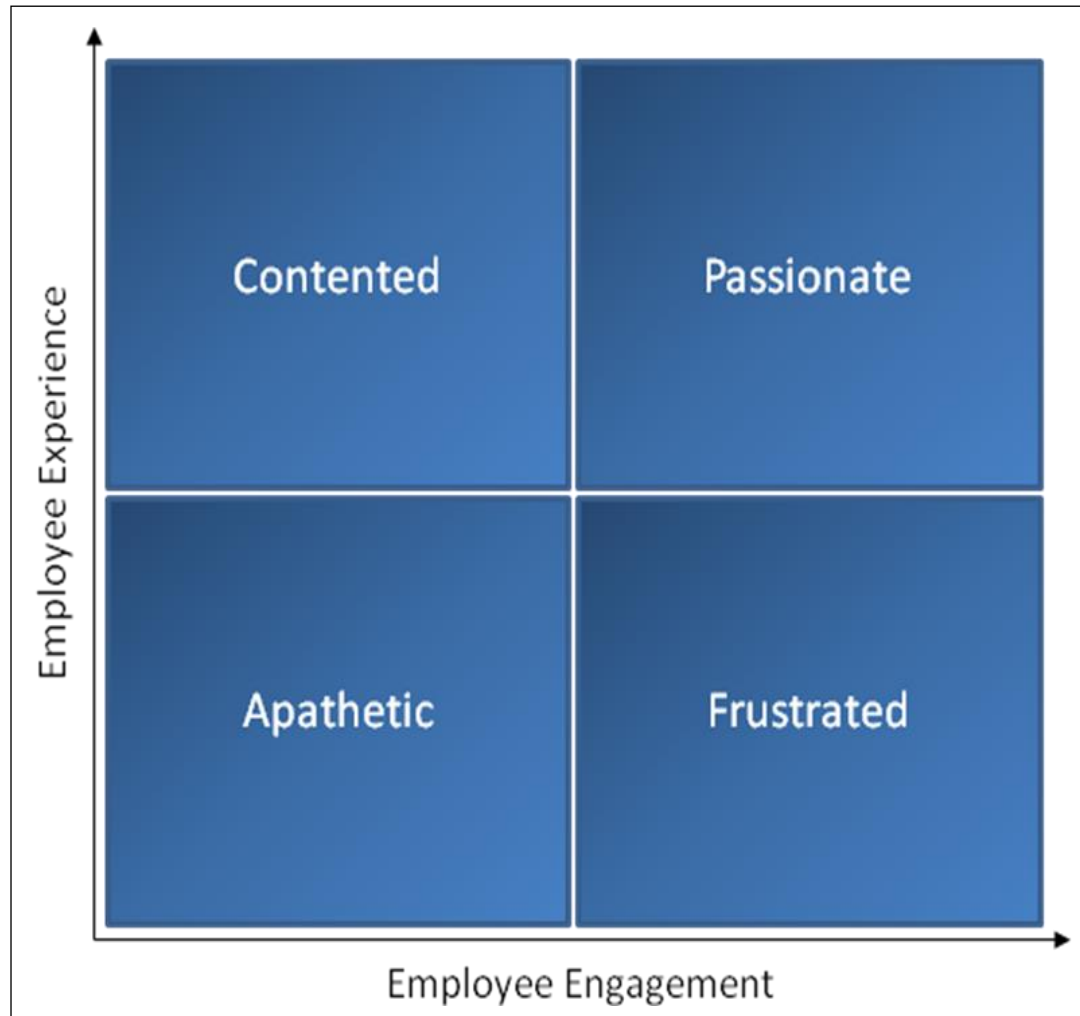 Employee Experience
Contented
Passionate
Apathetic
Frustrated
Employee Engagement